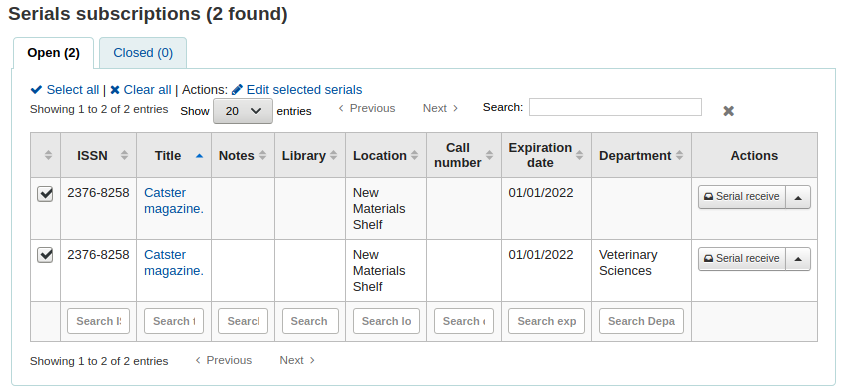 Serials subscriptions (2 found)
Open (2) Closed (0)
Select all | Clear all | Actions: Edit selected serials
Showing 1 to 2 of 2 entries Show 20 entries Previous Next Search:
ISSN Title Notes Library Location Call number Expiration date Department Actions
2376-8258 Catster magazine. New Materials Shelf 01/01/2022 Serial receive
2376-8258 Catster magazine. New Materials Shelf 01/01/2022 Veterinary Sciences Serial receive
Search Search Search Search Search lo Search Search exp Search Depa
Showing 1 to 2 of 2 entries Previous Next